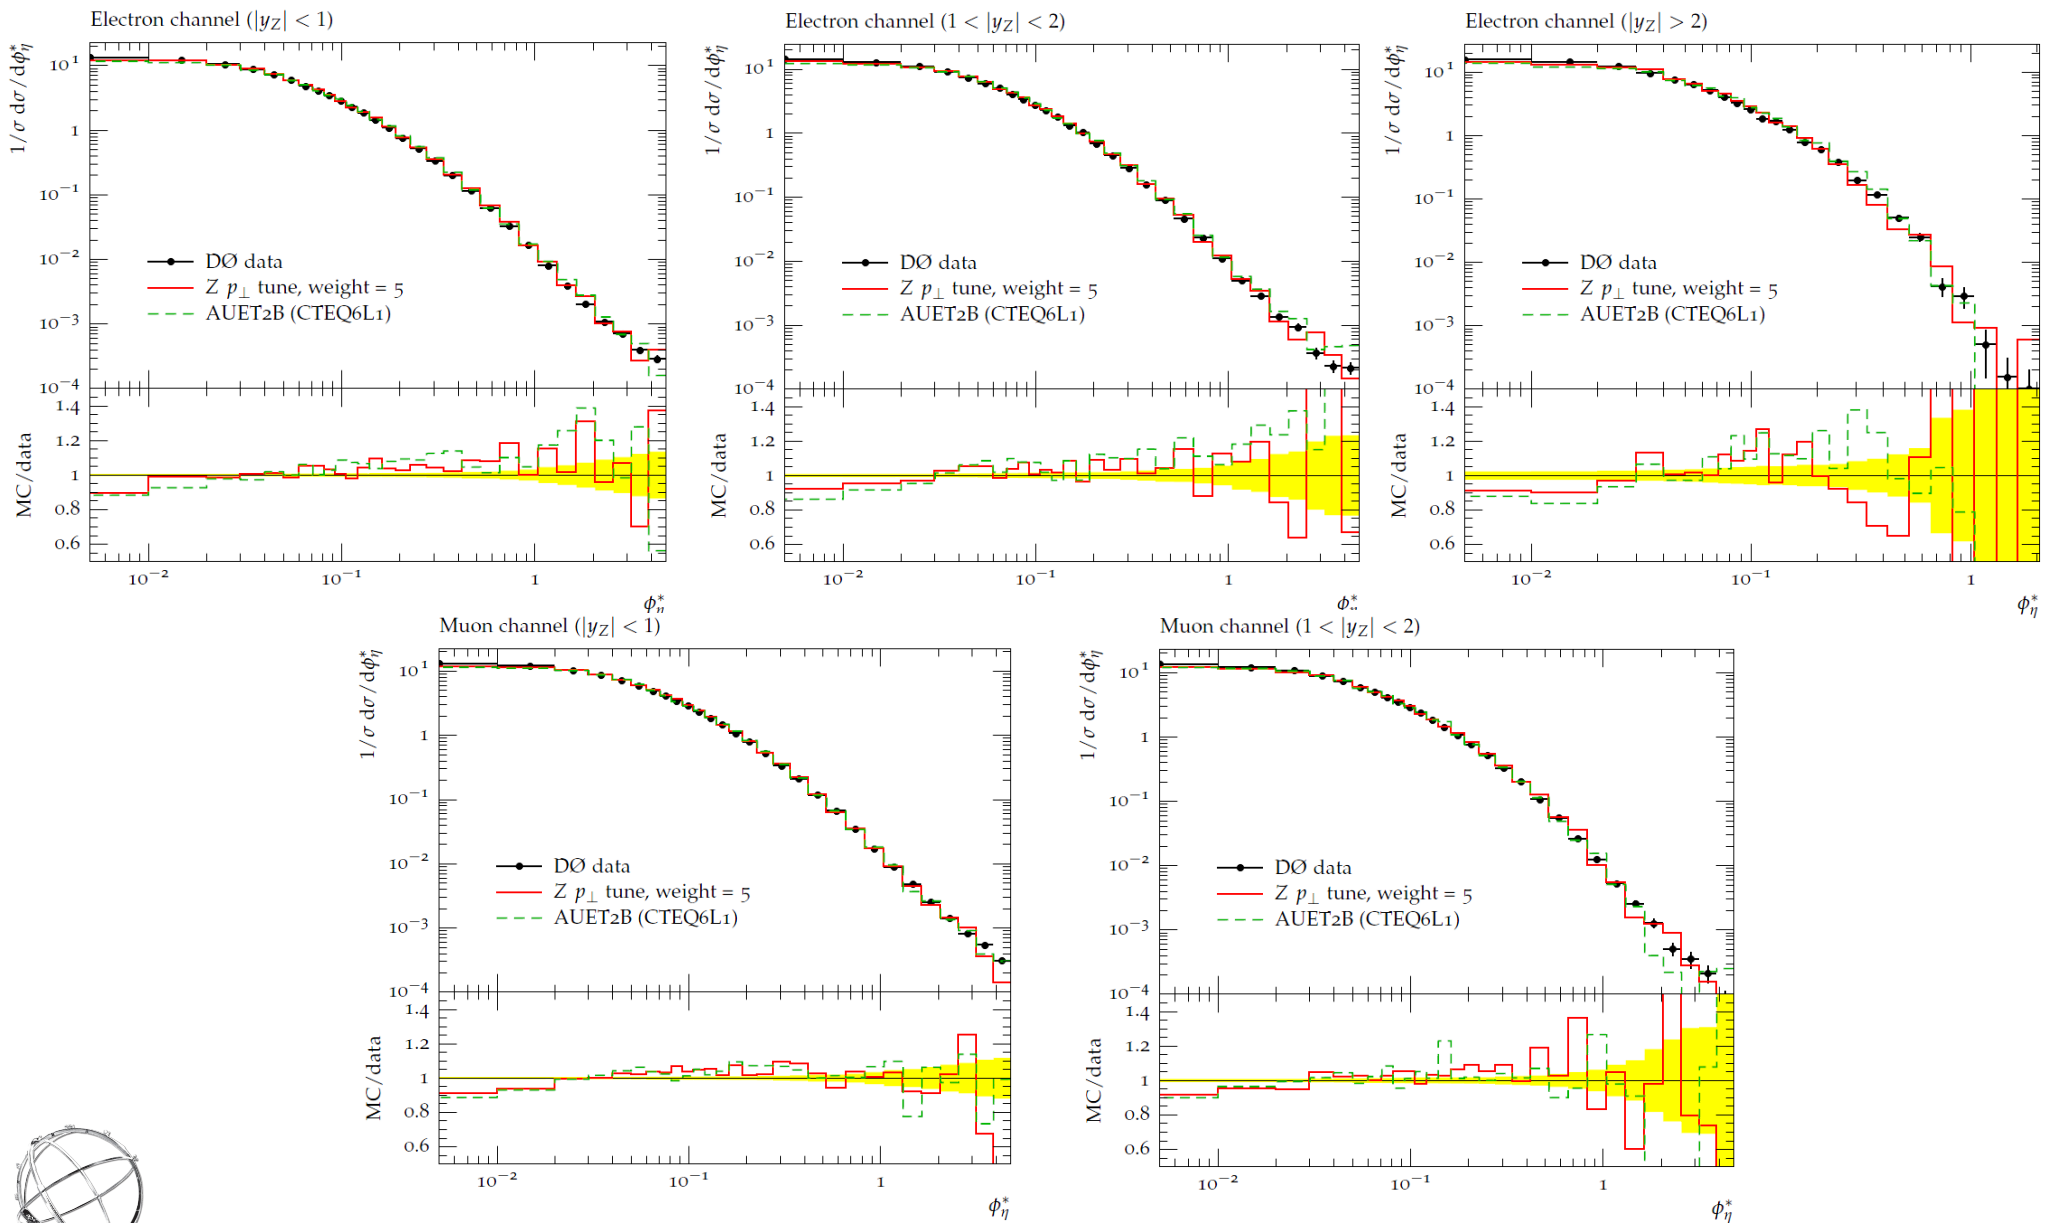 Electron channel (|y_Z| < 1)
1/σ dσ/dϕ*_η
10^1
1
10^−1
10^−2
10^−3
10^−4
DØ data
Z p_⊥ tune, weight = 5
AUET2B (CTEQ6L1)
MC/data
1.4
1.2
1
0.8
0.6
10^−2
10^−1
1
ϕ*_η
Electron channel (1 < |y_Z| < 2)
1/σ dσ/dϕ*_η
10^1
1
10^−1
10^−2
10^−3
10^−4
DØ data
Z p_⊥ tune, weight = 5
AUET2B (CTEQ6L1)
MC/data
1.4
1.2
1
0.8
0.6
10^−2
10^−1
1
ϕ*
Electron channel (|y_Z| > 2)
1/σ dσ/dϕ*_η
10^1
1
10^−1
10^−2
10^−3
10^−4
DØ data
Z p_⊥ tune, weight = 5
AUET2B (CTEQ6L1)
MC/data
1.4
1.2
1
0.8
0.6
10^−2
10^−1
1
ϕ*_η
Muon channel (|y_Z| < 1)
1/σ dσ/dϕ*_η
10^1
1
10^−1
10^−2
10^−3
10^−4
DØ data
Z p_⊥ tune, weight = 5
AUET2B (CTEQ6L1)
MC/data
1.4
1.2
1
0.8
0.6
10^−2
10^−1
1
ϕ*_η
Muon channel (1 < |y_Z| < 2)
1/σ dσ/dϕ*_η
10^1
1
10^−1
10^−2
10^−3
10^−4
DØ data
Z p_⊥ tune, weight = 5
AUET2B (CTEQ6L1)
MC/data
1.4
1.2
1
0.8
0.6
10^−2
10^−1
1
ϕ*_η